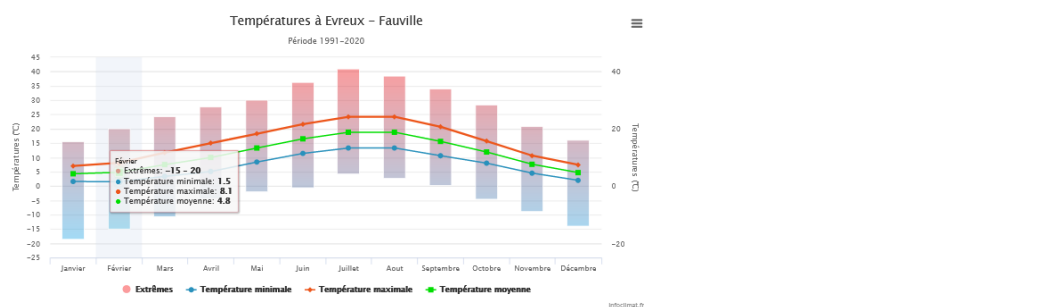 Températures à Evreux - Fauville
Période 1991-2020
45
40
35
30
25
20
15
10
5
0
-5
-10
-15
-20
-25
Températures (°C)
40
20
0
-20
Températures (°C)
Février
Extrêmes: -15 - 20
Température minimale: 1.5
Température maximale: 8.1
Température moyenne: 4.8
Janvier Février Mars Avril Mai Juin Juillet Aout Septembre Octobre Novembre Décembre
Extrêmes Température minimale Température maximale Température moyenne
infoclimat.fr